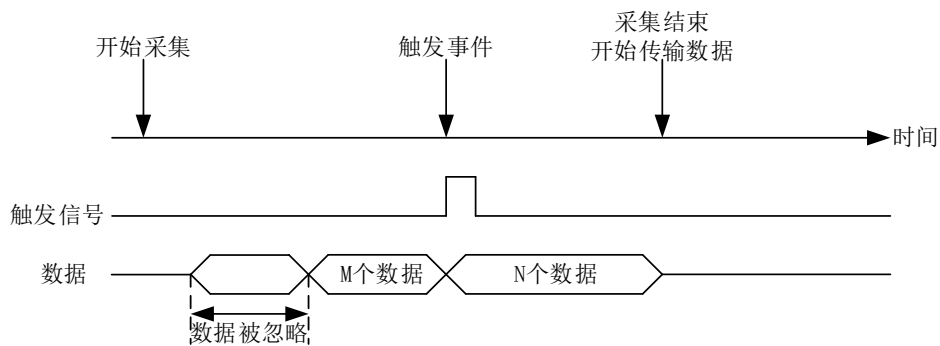 采集结束
开始采集
触发事件
开始传输数据
时间
触发信号
数据
M个数据
N个数据
数据被忽略